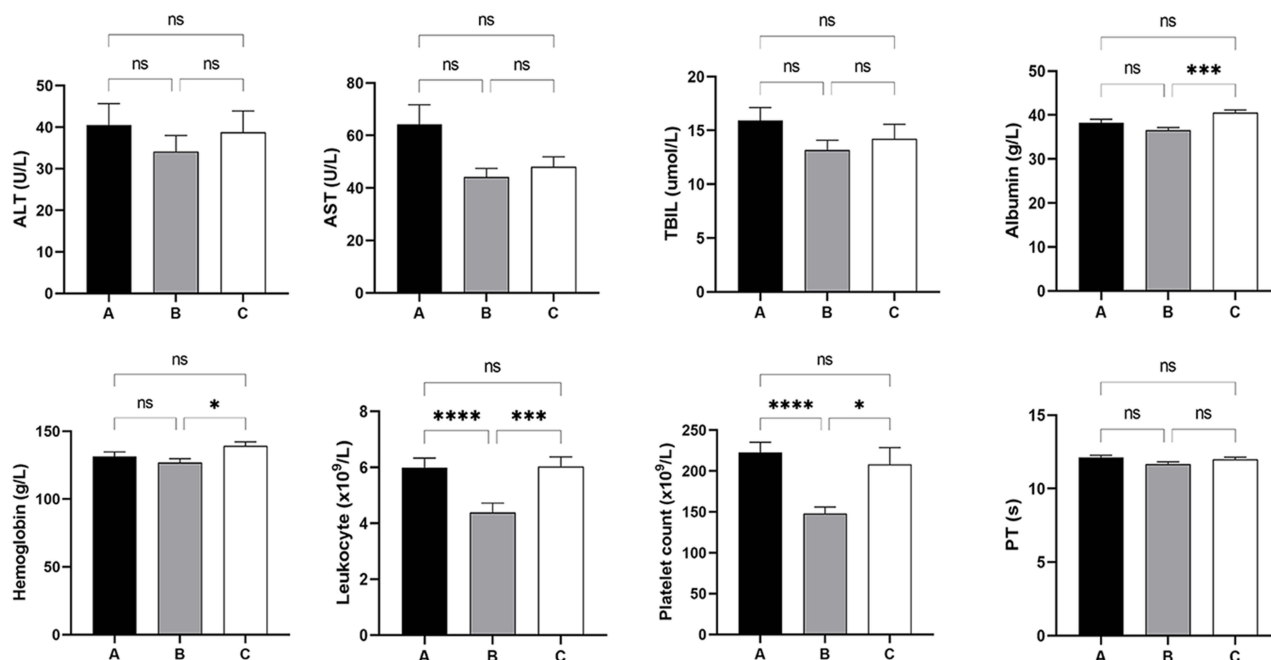 ns
ns ns
ALT (U/L)
50
40
30
20
10
0
A B C
ns
ns ns
AST (U/L)
80
60
40
20
0
A B C
ns
ns ns
TBIL (umol/L)
20
15
10
5
0
A B C
ns
ns ***
Albumin (g/L)
50
40
30
20
10
0
A B C
ns
ns *
Hemoglobin (g/L)
150
100
50
0
A B C
ns
**** ***
Leukocyte (x10⁹/L)
8
6
4
2
0
A B C
ns
**** *
Platelet count (x10⁹/L)
250
200
150
100
50
0
A B C
ns
ns ns
PT (s)
15
10
5
0
A B C